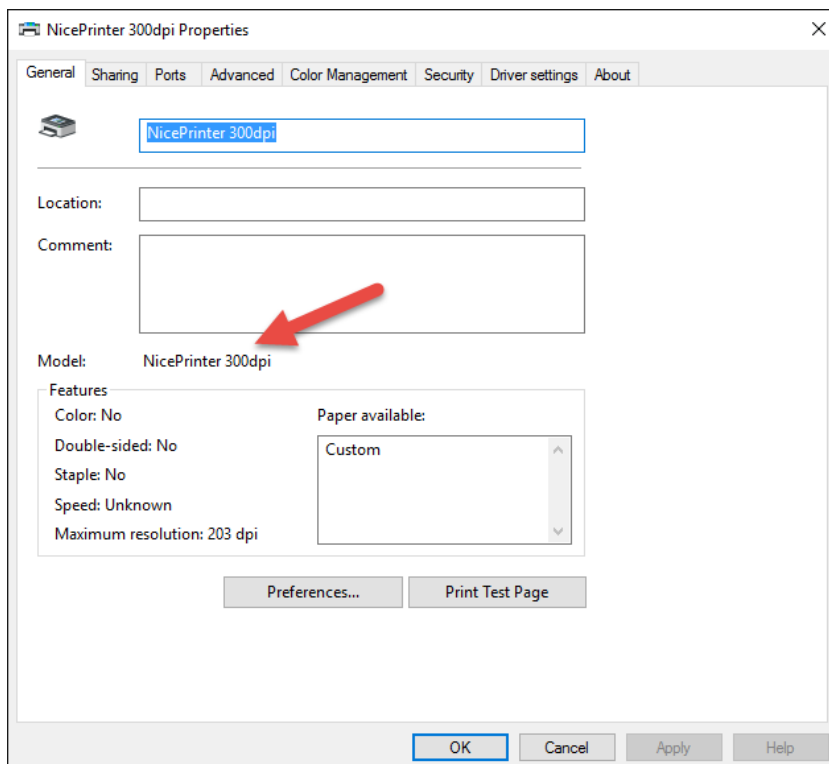 NicePrinter 300dpi Properties
General Sharing Ports Advanced Color Management Security Driver settings About
NicePrinter 300dpi
Location:
Comment:
Model: NicePrinter 300dpi
Features
Color: No
Double-sided: No
Staple: No
Speed: Unknown
Maximum resolution: 203 dpi
Paper available:
Custom
Preferences... Print Test Page
OK Cancel Apply Help